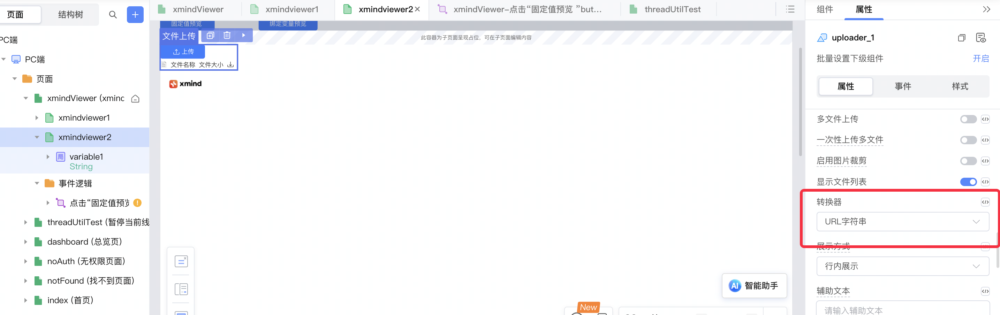 页面
结构树
PC端
PC端
页面
xmindViewer (xminc
xmindviewer1
xmindviewer2
局
variable1
String
事件逻辑
点击“固定值预览
threadUtilTest (暂停当前线
dashboard (总览页)
noAuth (无权限页面)
notFound (找不到页面)
index (首页)
xmindViewer
xmindviewer1
xmindviewer2
xmindViewer-点击“固定值预览 ”but...
threadUtilTest
固定值预览
绑定变量预览
文件上传
此容器为子页面呈现占位，可在子页面编辑内容
上传
文件名称 文件大小
xmind
AI 智能助手
New
组件
属性
uploader_1
批量设置下级组件
开启
属性
事件
样式
多文件上传
一次性上传多文件
启用图片裁剪
显示文件列表
转换器
URL字符串
展示方式
行内展示
辅助文本
请输入辅助文本